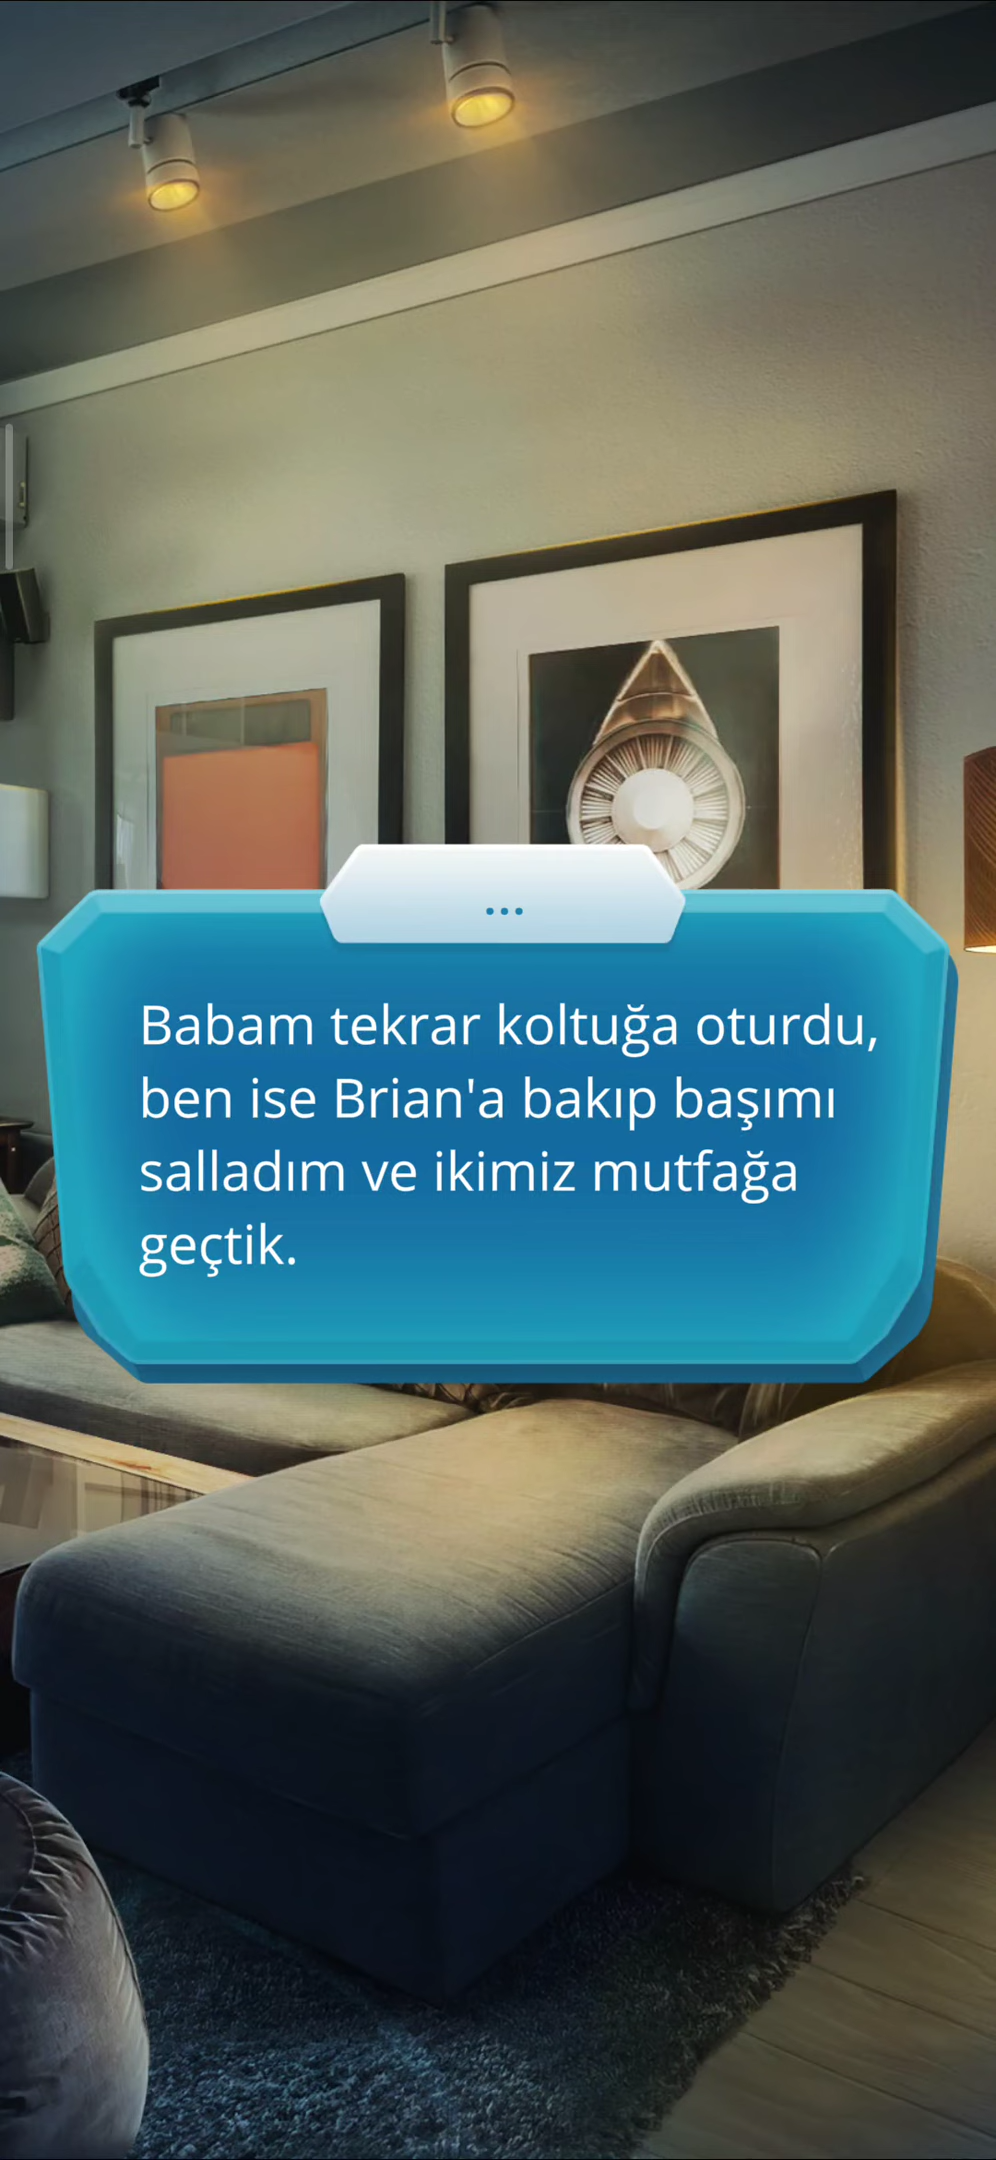 ...
Babam tekrar koltuğa oturdu,
ben ise Brian'a bakıp başımı
salladım ve ikimiz mutfağa
geçtik.